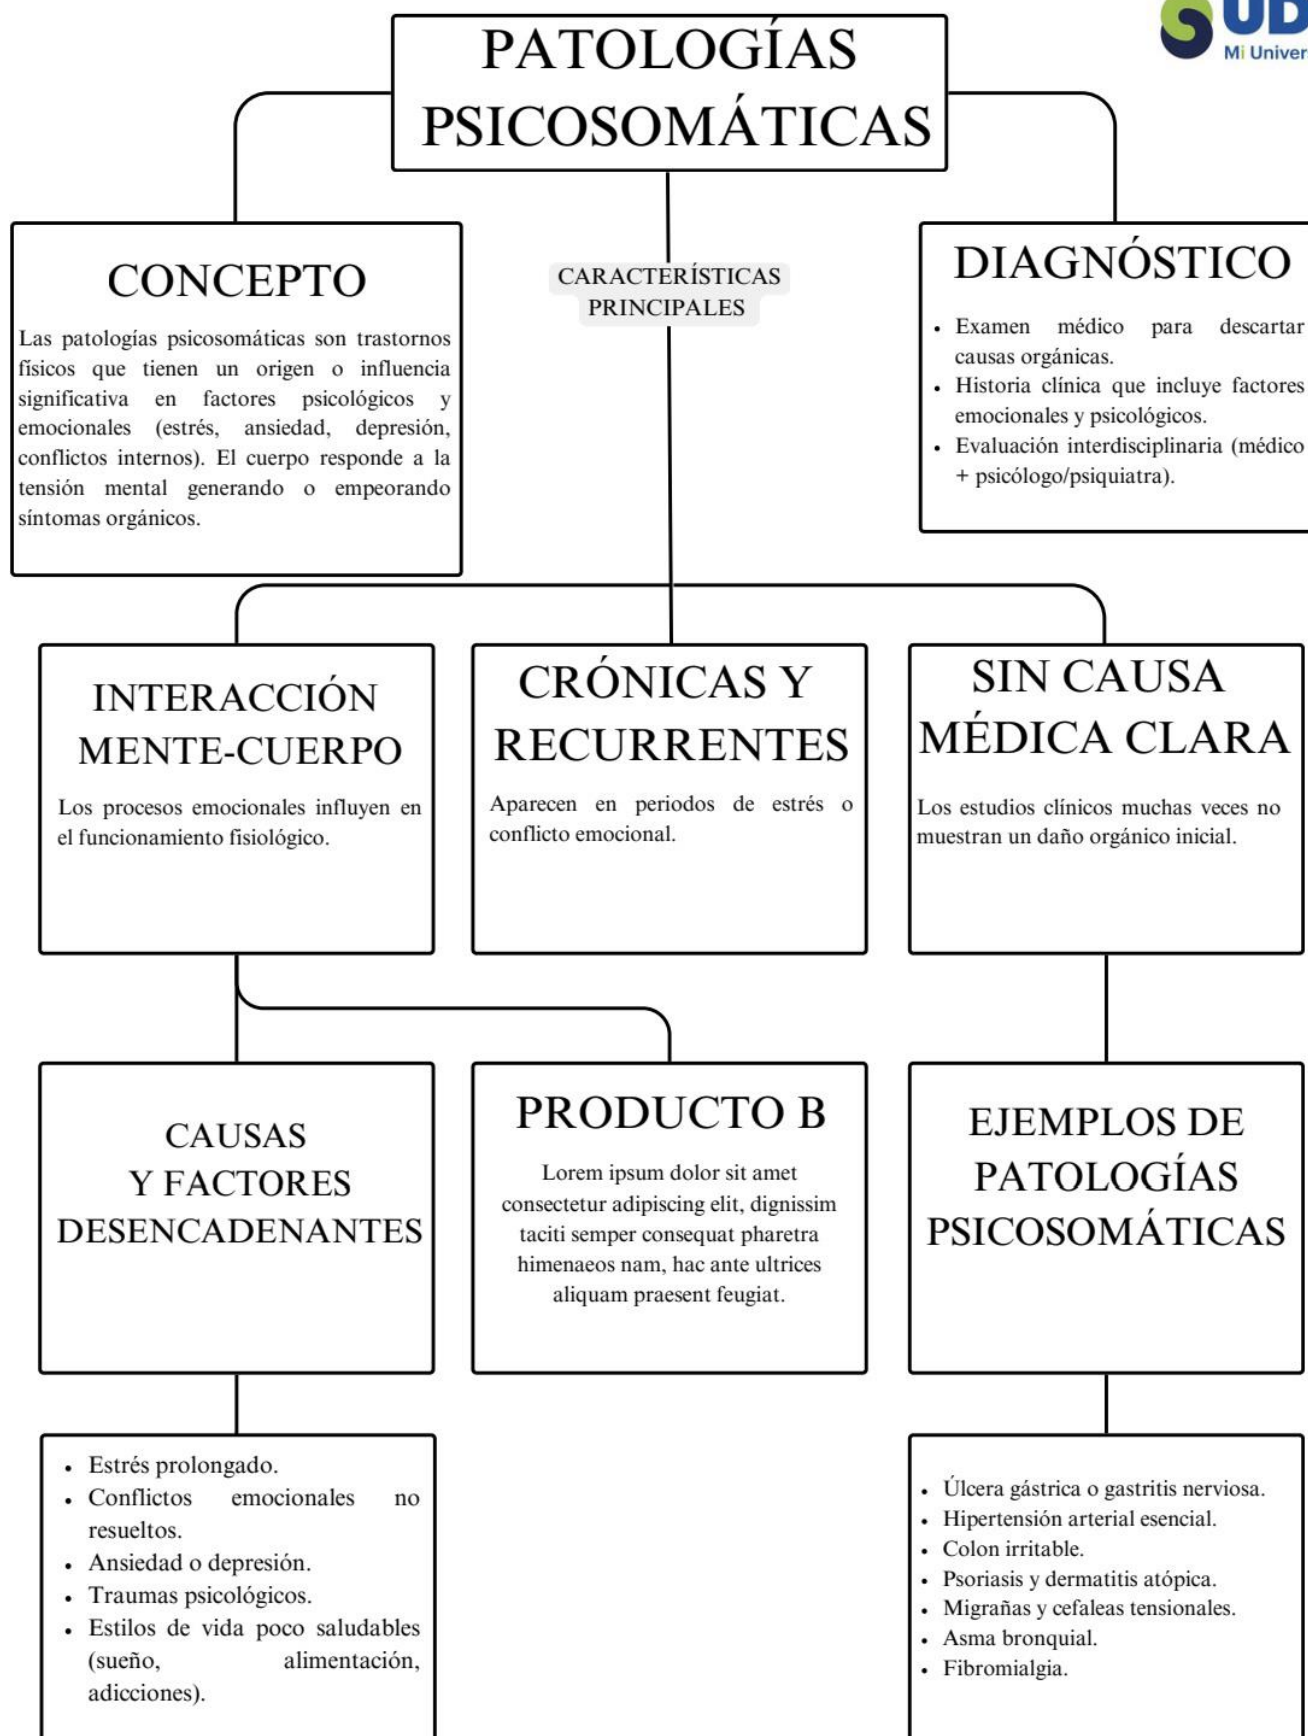 PATOLOGÍAS
PSICOSOMÁTICAS
Mi
CONCEPTO
Las patologías psicosomáticas son trastornos
físicos que tienen un origen o influencia
significativa en factores psicológicos y
emocionales (estrés, ansiedad, depresión,
conflictos internos). El cuerpo responde a la
tensión mental generando o empeorando
síntomas orgánicos.
CARACTERÍSTICAS
PRINCIPALES
DIAGNÓSTICO
• Examen médico para descartar
causas orgánicas.
• Historia clínica que incluye factores
emocionales y psicológicos.
• Evaluación interdisciplinaria (médico
+ psicólogo/psiquiatra).
INTERACCIÓN
MENTE-CUERPO
Los procesos emocionales influyen en
el funcionamiento fisiológico.
CRÓNICAS Y
RECURRENTES
Aparecen en periodos de estrés o
conflicto emocional.
SIN CAUSA
MÉDICA CLARA
Los estudios clínicos muchas veces no
muestran un daño orgánico inicial.
CAUSAS
Y FACTORES
DESENCADENANTES
PRODUCTO B
Lorem ipsum dolor sit amet
consectetur adipiscing elit, dignissim
taciti semper consequat pharetra
himenaeos nam, hac ante ultrices
aliquam praesent feugiat.
EJEMPLOS DE
PATOLOGÍAS
PSICOSOMÁTICAS
• Estrés prolongado.
• Conflictos emocionales no
resueltos.
• Ansiedad o depresión.
• Traumas psicológicos.
• Estilos de vida poco saludables
(sueño, alimentación,
adicciones).
• Úlcera gástrica o gastritis nerviosa.
• Hipertensión arterial esencial.
• Colon irritable.
• Psoriasis y dermatitis atópica.
• Migrañas y cefaleas tensionales.
• Asma bronquial.
• Fibromialgia.